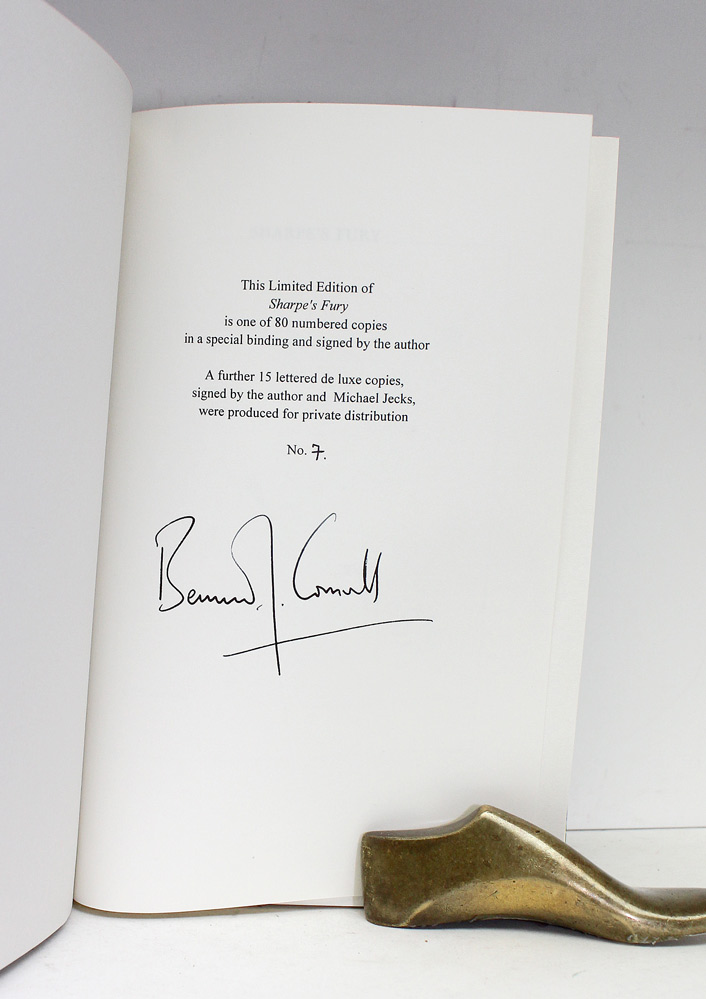 This Limited Edition of
Sharpe's Fury
is one of 80 numbered copies
in a special binding and signed by the author
A further 15 lettered de luxe copies,
signed by the author and Michael Jecks,
were produced for private distribution
No. 7.
Bernard J. Cornwell